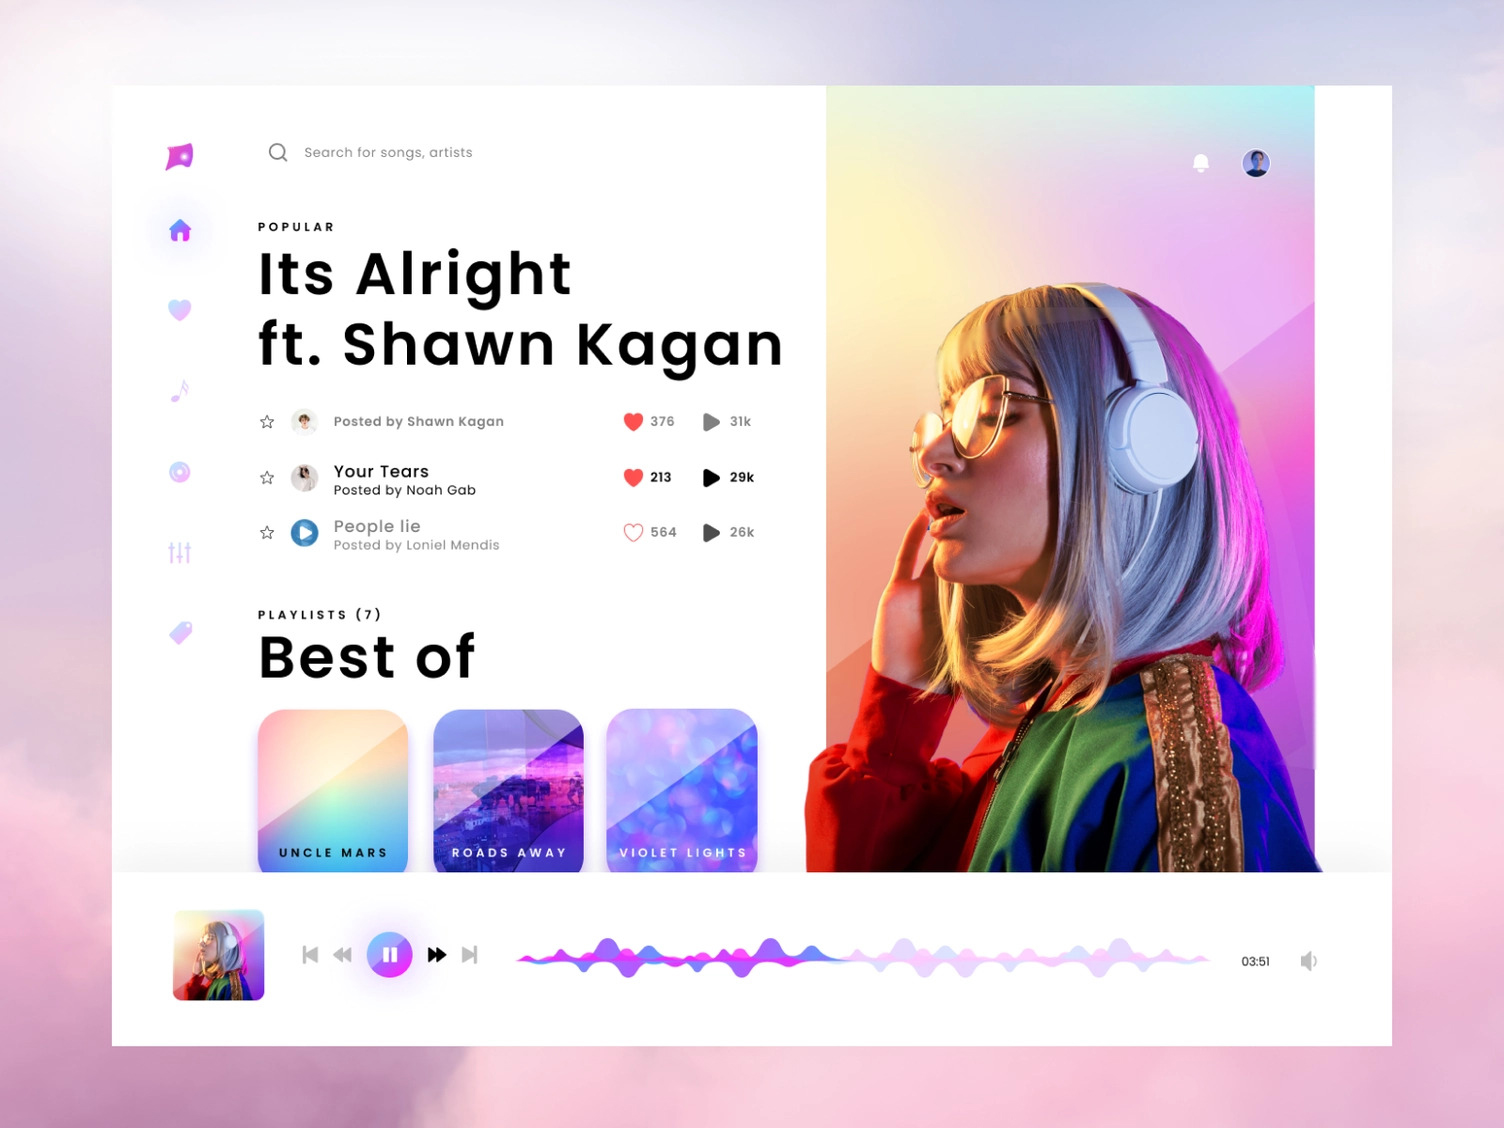 Search for songs, artists
POPULAR
Its Alright
ft. Shawn Kagan
Posted by Shawn Kagan 376 31k
Your Tears
Posted by Noah Gab 213 29k
People lie
Posted by Loniel Mendis 564 26k
PLAYLISTS (7)
Best of
UNCLE MARS ROADS AWAY VIOLET LIGHTS
03:51